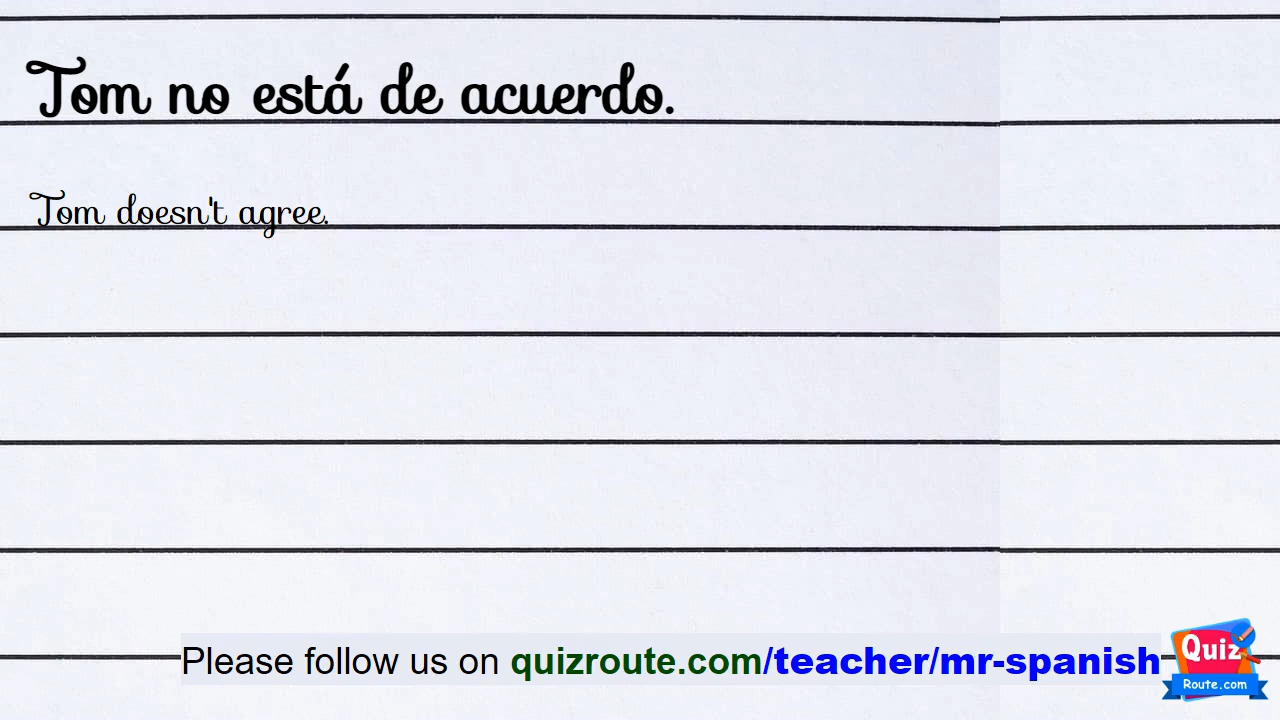 Tom no está de acuerdo.
Tom doesn't agree.
Please follow us on quizroute.com/teacher/mr-spanish
Quiz
Route.com